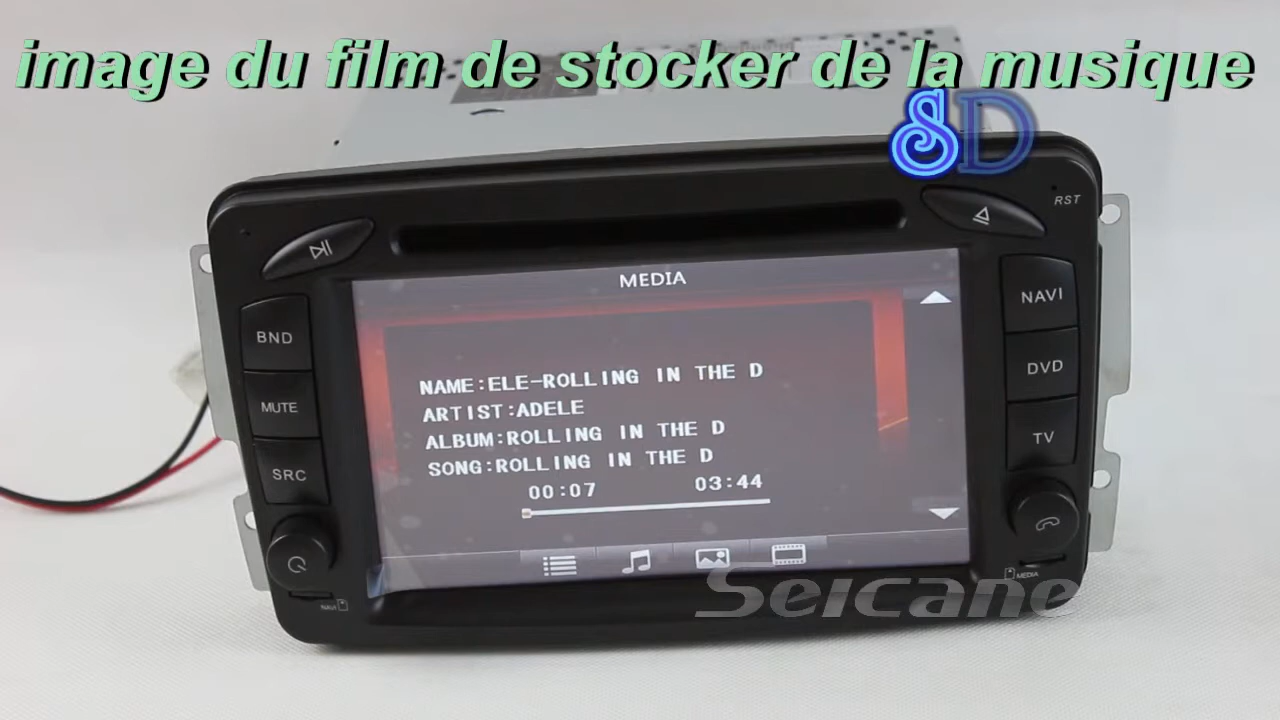 image du film de stocker de la musique
SD
RST
MEDIA
BND
MUTE
SRC
NAVI
DVD
TV
NAME:ELE-ROLLING IN THE D
ARTIST:ADELE
ALBUM:ROLLING IN THE D
SONG:ROLLING IN THE D
00:07 03:44
NAVI
MEDIA
Seicane